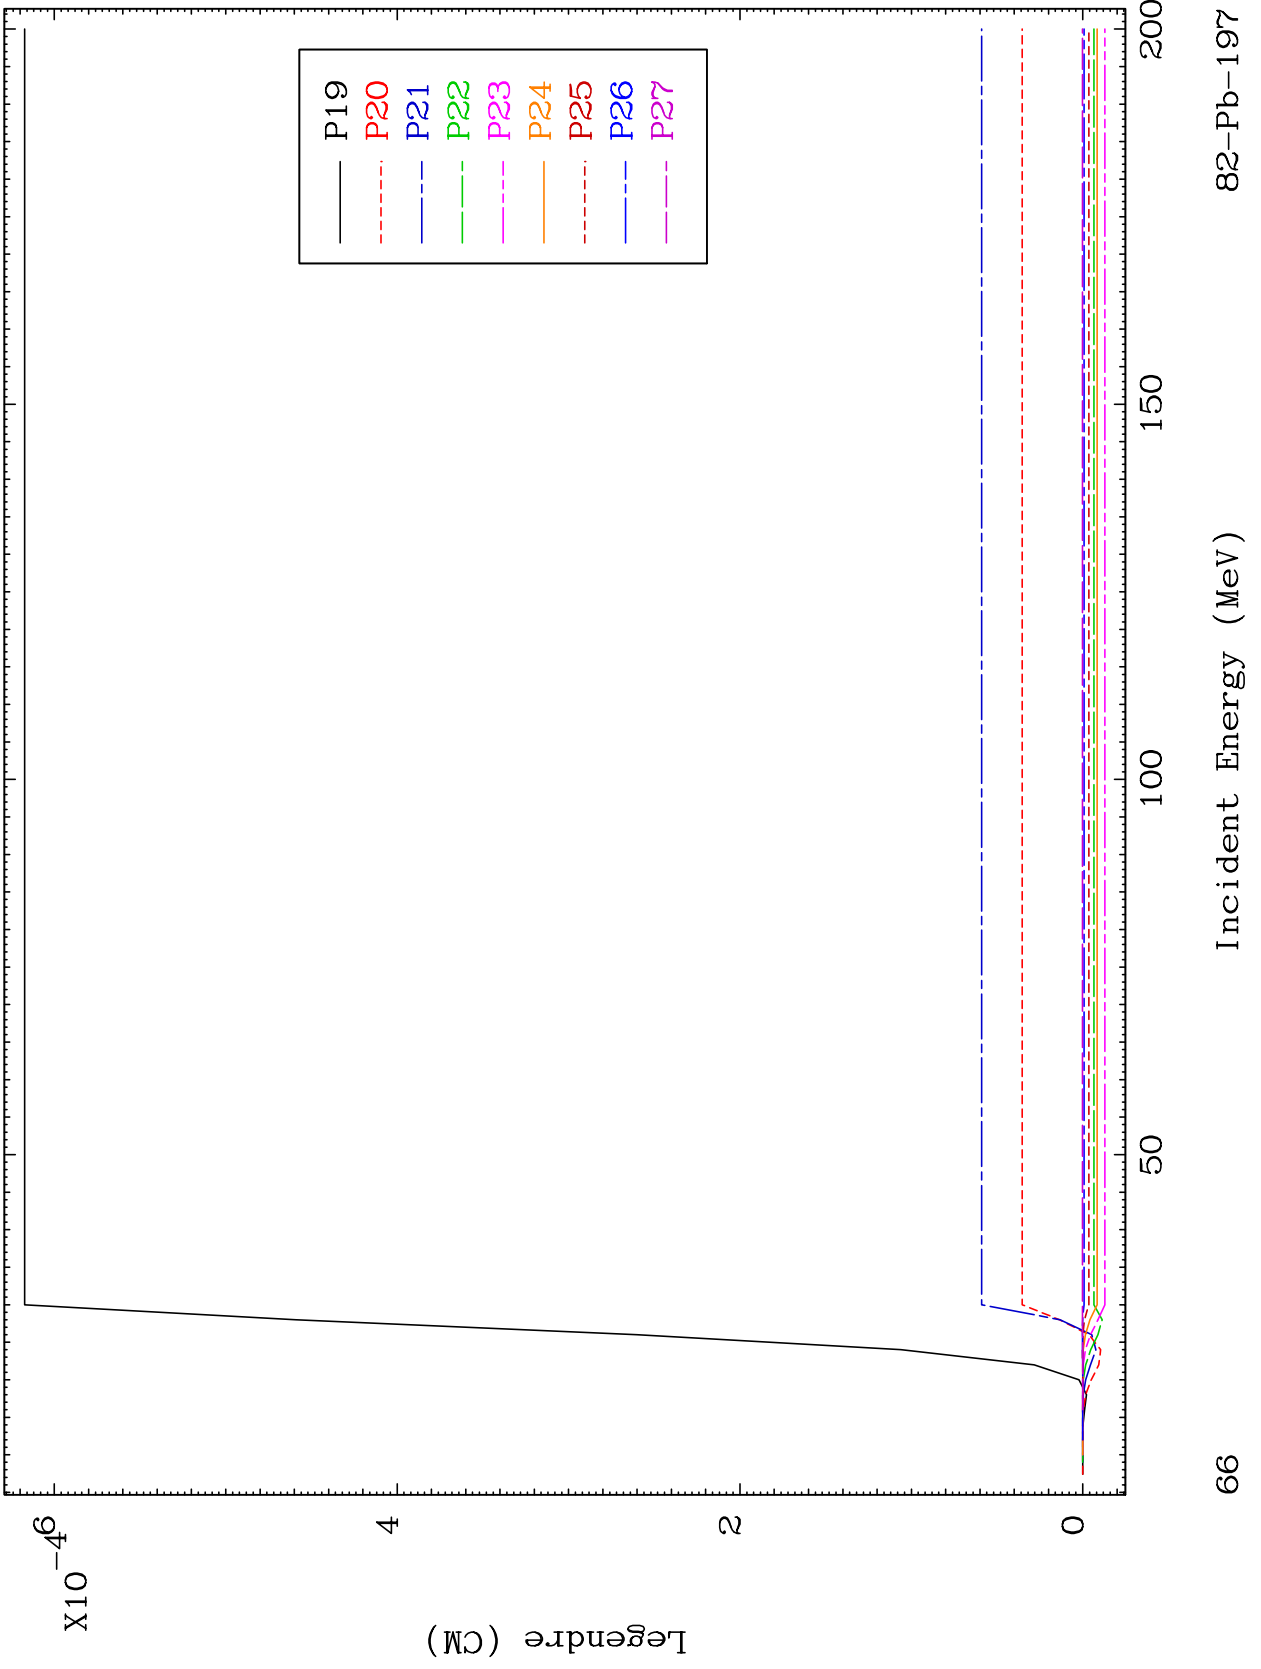 X10-4
6
4
2
0
Legendre (CM)
P19
P20
P21
P22
P23
P24
P25
P26
P27
50 100 150 200
Incident Energy (MeV)
66 82-Pb-197